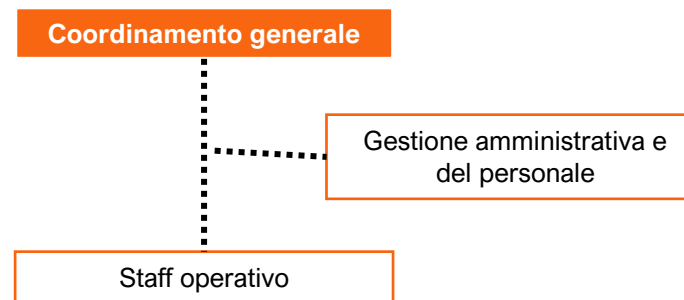 Coordinamento generale
Gestione amministrativa e
del personale
Staff operativo